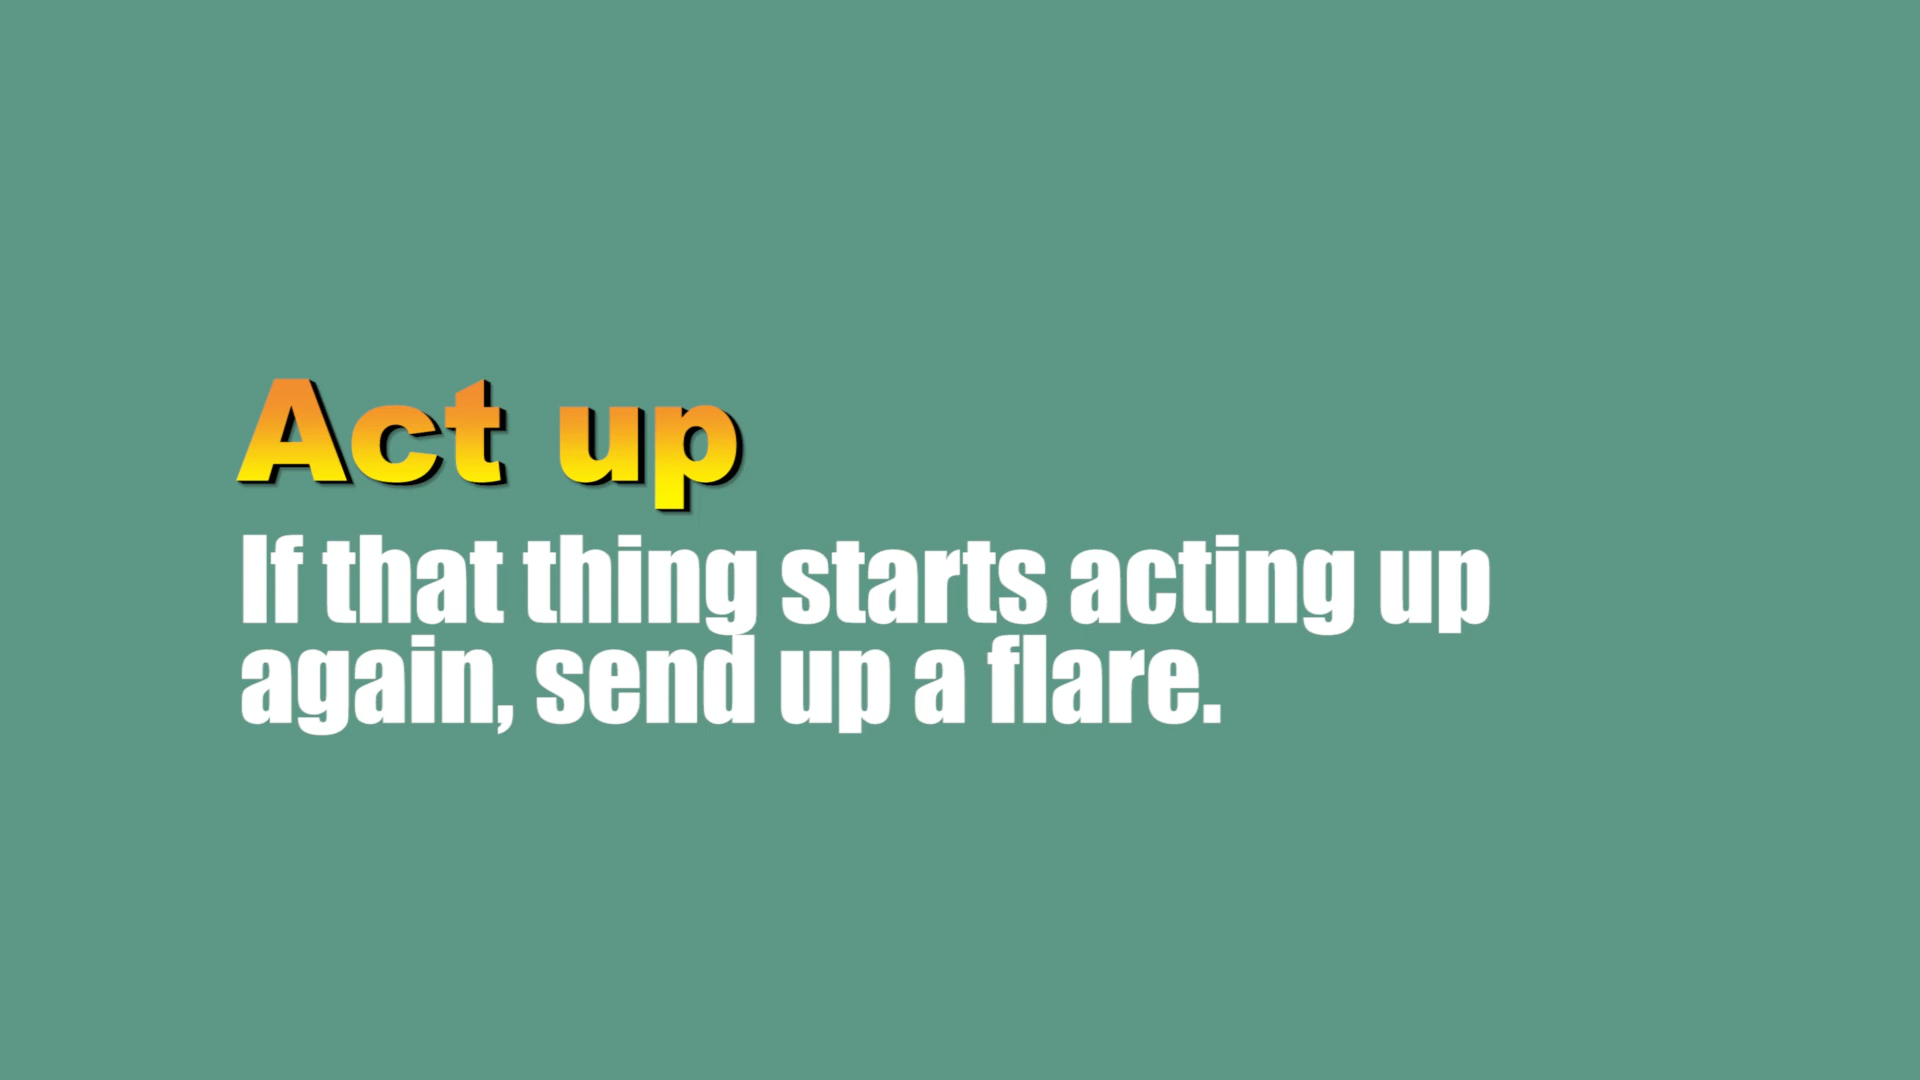 Act up
If that thing starts acting up
again, send up a flare.